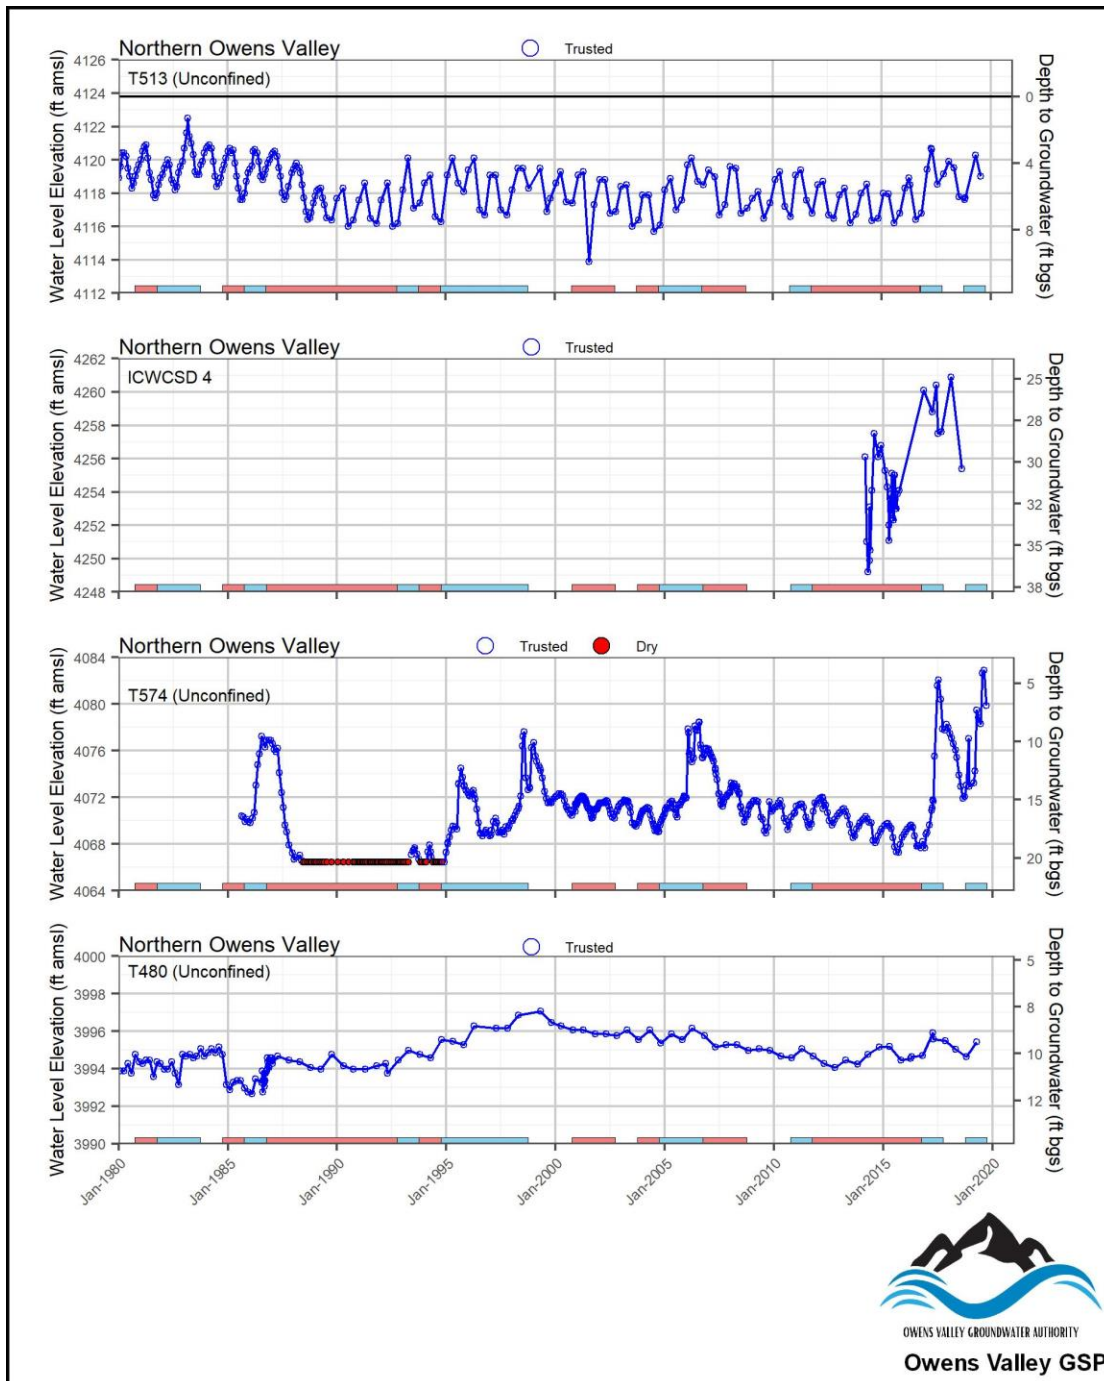 Northern Owens Valley
Trusted
T513 (Unconfined)
Water Level Elevation (ft amsl)
4126
4124
4122
4120
4118
4116
4114
4112
0
4
8
Depth to Groundwater (ft bgs)
Northern Owens Valley
Trusted
ICWCSD 4
Water Level Elevation (ft amsl)
4262
4260
4258
4256
4254
4252
4250
4248
25
28
30
32
35
38
Depth to Groundwater (ft bgs)
Northern Owens Valley
Trusted
Dry
T574 (Unconfined)
Water Level Elevation (ft amsl)
4084
4080
4076
4072
4068
4064
5
10
15
20
Depth to Groundwater (ft bgs)
Northern Owens Valley
Trusted
T480 (Unconfined)
Water Level Elevation (ft amsl)
4000
3998
3996
3994
3992
3990
5
8
10
12
Depth to Groundwater (ft bgs)
Jan-1980
Jan-1985
Jan-1990
Jan-1995
Jan-2000
Jan-2005
Jan-2010
Jan-2015
Jan-2020
OWENS VALLEY GROUNDWATER AUTHORITY
Owens Valley GSP